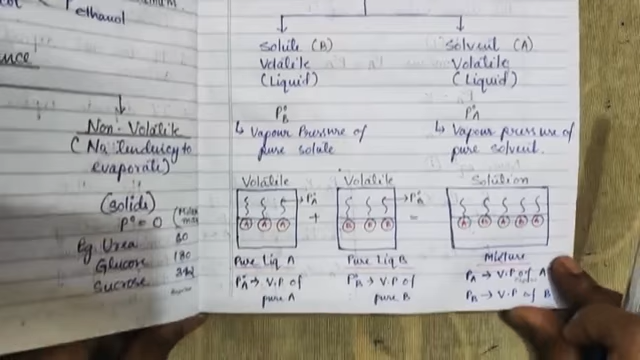 Pethanol
ance
Non-Volatile
(No tendency to
evaporate)
(solids)
P° = 0
Eg. Urea 60
Glucose 180
Sucrose 342
Solute (B)
Volatile
(Liquid)
P°B
↳ Vapour Pressure of
pure solute
Solvent (A)
Volatile
(Liquid)
P°A
↳ Vapour pressure of
pure solvent.
Volatile
Volatile
Solution
P°A
P°B
A A A
+
B B B
=
A B A B A
Pure Liq A
P°A → V.P of
pure A
Pure Liq B
P°B → V.P of
pure B
Mixture
PA → V.P of A
PB → V.P of B